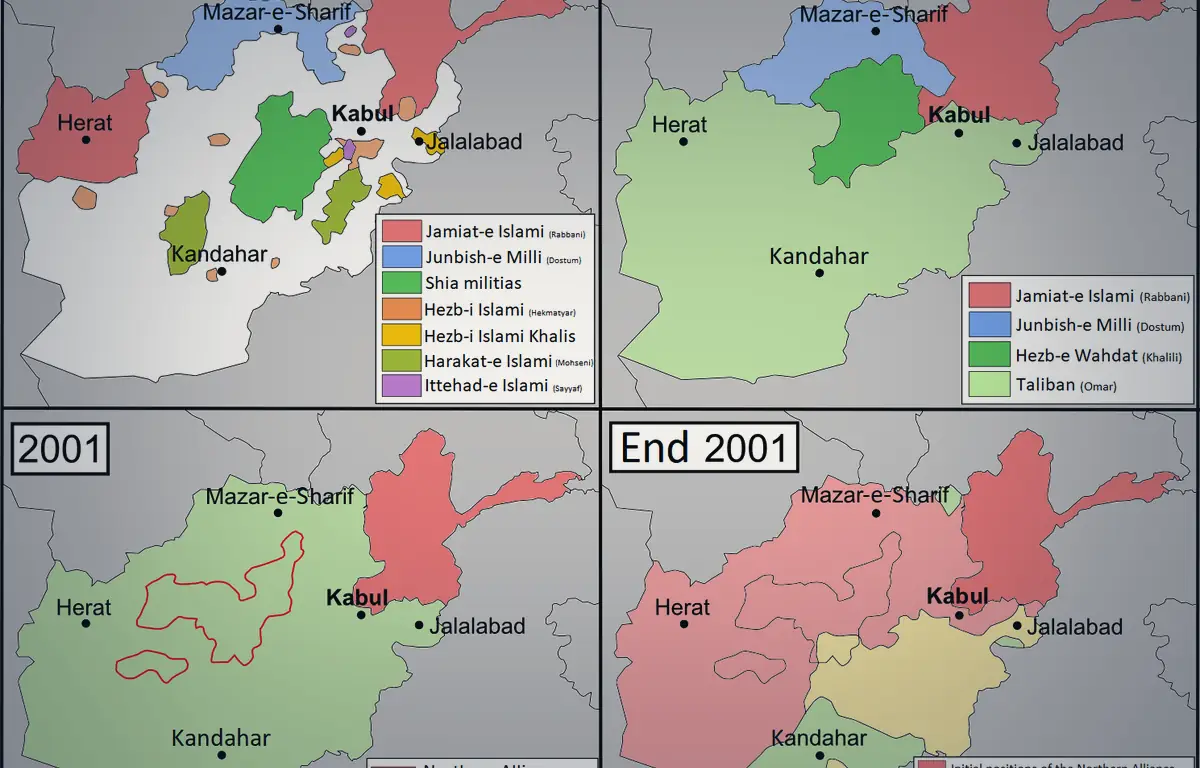 Mazar-e-Sharif
Herat
Kabul
Jalalabad
Kandahar
Jamiat-e Islami (Rabbani)
Junbish-e Milli (Dostum)
Shia militias
Hezb-i Islami (Hekmatyar)
Hezb-i Islami Khalis
Harakat-e Islami (Mohseni)
Ittehad-e Islami (Sayyaf)
Mazar-e-Sharif
Herat
Kabul
Jalalabad
Kandahar
Jamiat-e Islami (Rabbani)
Junbish-e Milli (Dostum)
Hezb-e Wahdat (Khalili)
Taliban (Omar)
2001
Mazar-e-Sharif
Herat
Kabul
Jalalabad
Kandahar
End 2001
Mazar-e-Sharif
Herat
Kabul
Jalalabad
Kandahar
Initial positions of the Northern Alliance